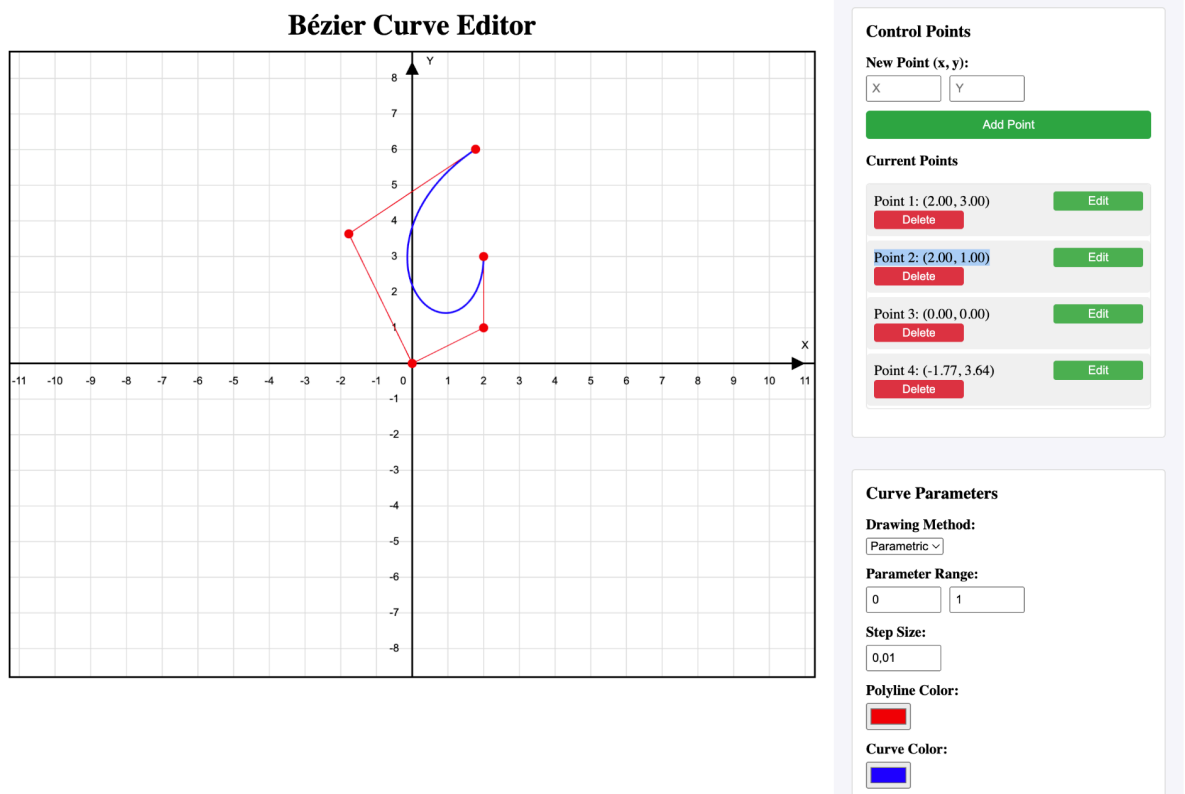 Bézier Curve Editor
Y
8
7
6
5
4
3
2
1
X
-11 -10 -9 -8 -7 -6 -5 -4 -3 -2 -1 0 1 2 3 4 5 6 7 8 9 10 11
-1
-2
-3
-4
-5
-6
-7
-8
Control Points
New Point (x, y):
X Y
Add Point
Current Points
Point 1: (2.00, 3.00) Edit
Delete
Point 2: (2.00, 1.00) Edit
Delete
Point 3: (0.00, 0.00) Edit
Delete
Point 4: (-1.77, 3.64) Edit
Delete
Curve Parameters
Drawing Method:
Parametric
Parameter Range:
0 1
Step Size:
0,01
Polyline Color:
Curve Color: